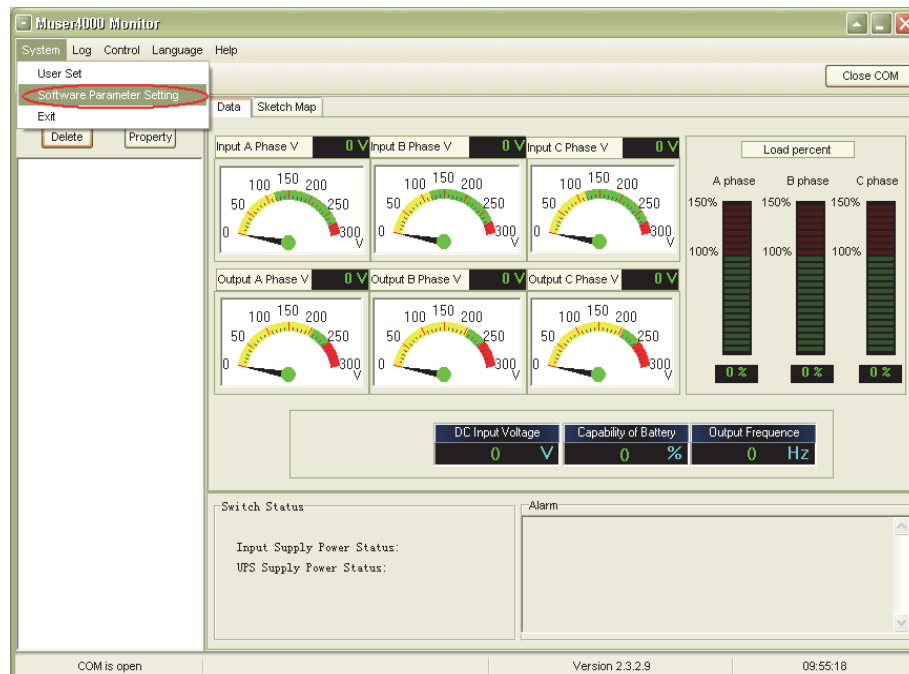 Muser4000 Monitor
System Log Control Language Help
User Set
Close COM
Software Parameter Setting
Exit
Data Sketch Map
Delete Property
Input A Phase V 0 V Input B Phase V 0 V Input C Phase V 0 V
Load percent
0 50 100 150 200 250 300 V
0 50 100 150 200 250 300 V
0 50 100 150 200 250 300 V
A phase B phase C phase
150% 150% 150%
100% 100% 100%
Output A Phase V 0 V Output B Phase V 0 V Output C Phase V 0 V
0 50 100 150 200 250 300 V
0 50 100 150 200 250 300 V
0 50 100 150 200 250 300 V
0 % 0 % 0 %
DC Input Voltage Capability of Battery Output Frequence
0 V 0 % 0 Hz
Switch Status
Alarm
Input Supply Power Status:
UPS Supply Power Status:
COM is open Version 2.3.2.9 09:55:18